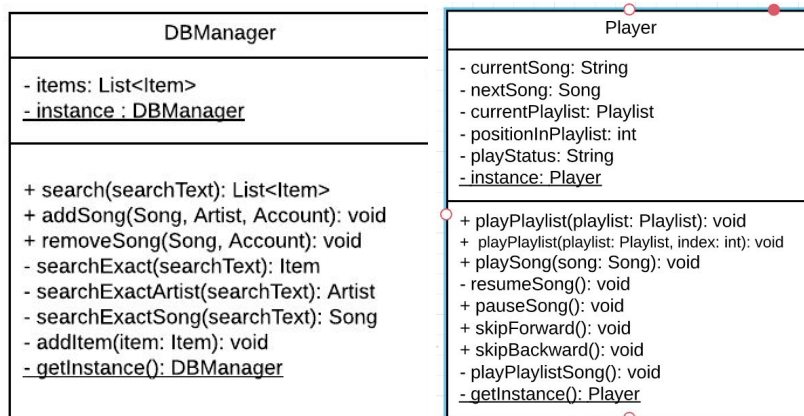 DBManager
- items: List<Item>
- instance : DBManager
+ search(searchText): List<Item>
+ addSong(Song, Artist, Account): void
+ removeSong(Song, Account): void
- searchExact(searchText): Item
- searchExactArtist(searchText): Artist
- searchExactSong(searchText): Song
- addItem(item: Item): void
- getInstance(): DBManager
Player
- currentSong: String
- nextSong: Song
- currentPlaylist: Playlist
- positionInPlaylist: int
- playStatus: String
- instance: Player
+ playPlaylist(playlist: Playlist): void
+ playPlaylist(playlist: Playlist, index: int): void
+ playSong(song: Song): void
- resumeSong(): void
+ pauseSong(): void
+ skipForward(): void
+ skipBackward(): void
- playPlaylistSong(): void
- getInstance(): Player